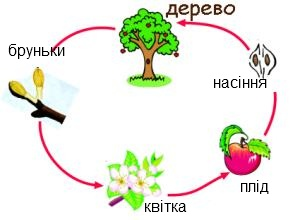 дерево
бруньки
насіння
плід
квітка